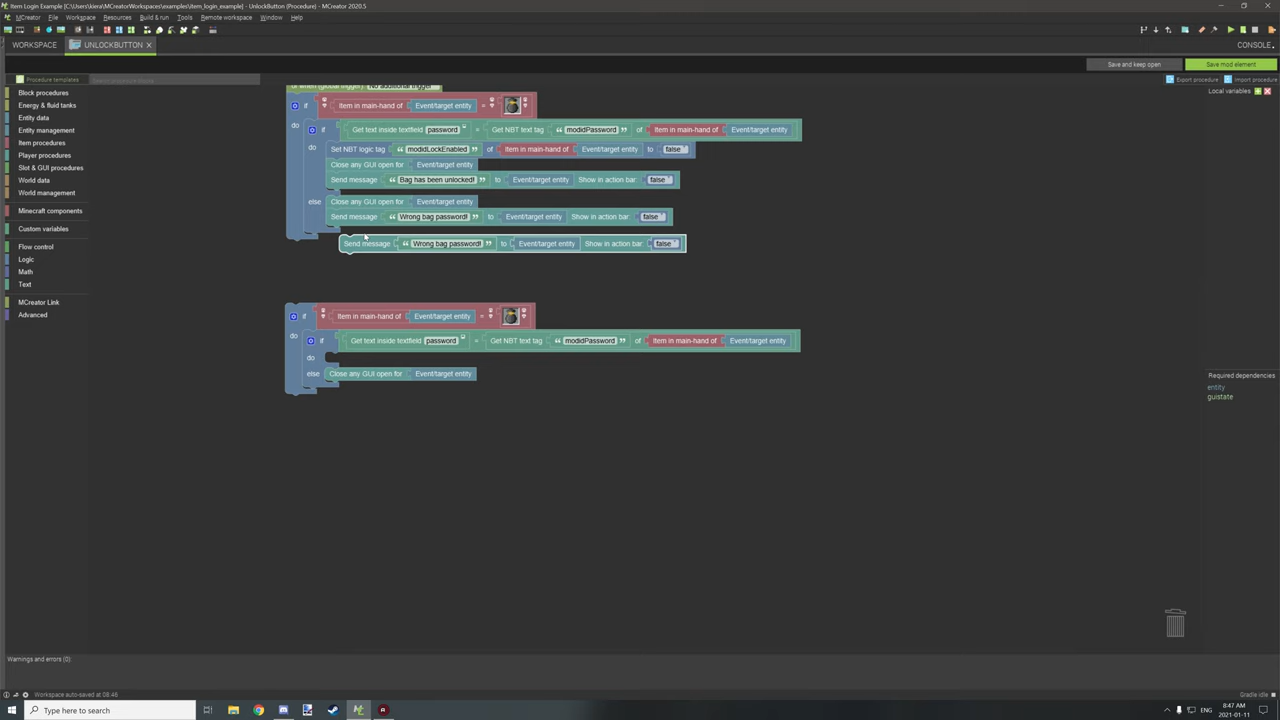 Item Login Example [C:\Users\kiera\MCreatorWorkspaces\examples\item_login_example] - UnlockButton (Procedure) - MCreator 2020.5
MCreator File Workspace Resources Build & run Tools Remote workspace Window Help
WORKSPACE UNLOCKBUTTON CONSOLE
Save and keep open Save mod element
Procedure templates Search procedure blocks Export procedure Import procedure
or when (global trigger) No additional trigger
Local variables
Block procedures
Energy & fluid tanks
Entity data
Entity management
Item procedures
Player procedures
Slot & GUI procedures
World data
World management
Minecraft components
Custom variables
Flow control
Logic
Math
Text
MCreator Link
Advanced
if Item in main-hand of Event/target entity =
do if Get text inside textfield password = Get NBT text tag “ modidPassword ” of Item in main-hand of Event/target entity
do Set NBT logic tag “ modidLockEnabled of Item in main-hand of Event/target entity to false
Close any GUI open for Event/target entity
Send message “ Bag has been unlocked! ” to Event/target entity Show in action bar: false
else Close any GUI open for Event/target entity
Send message “ Wrong bag password! ” to Event/target entity Show in action bar: false
Send message “ Wrong bag password! ” to Event/target entity Show in action bar: false
if Item in main-hand of Event/target entity =
do if Get text inside textfield password = Get NBT text tag “ modidPassword ” of Item in main-hand of Event/target entity
do
else Close any GUI open for Event/target entity
Required dependencies
entity
guistate
Warnings and errors (0)
Workspace auto-saved at 08:46 Gradle idle
Type here to search ENG 8:47 AM
2021-01-11